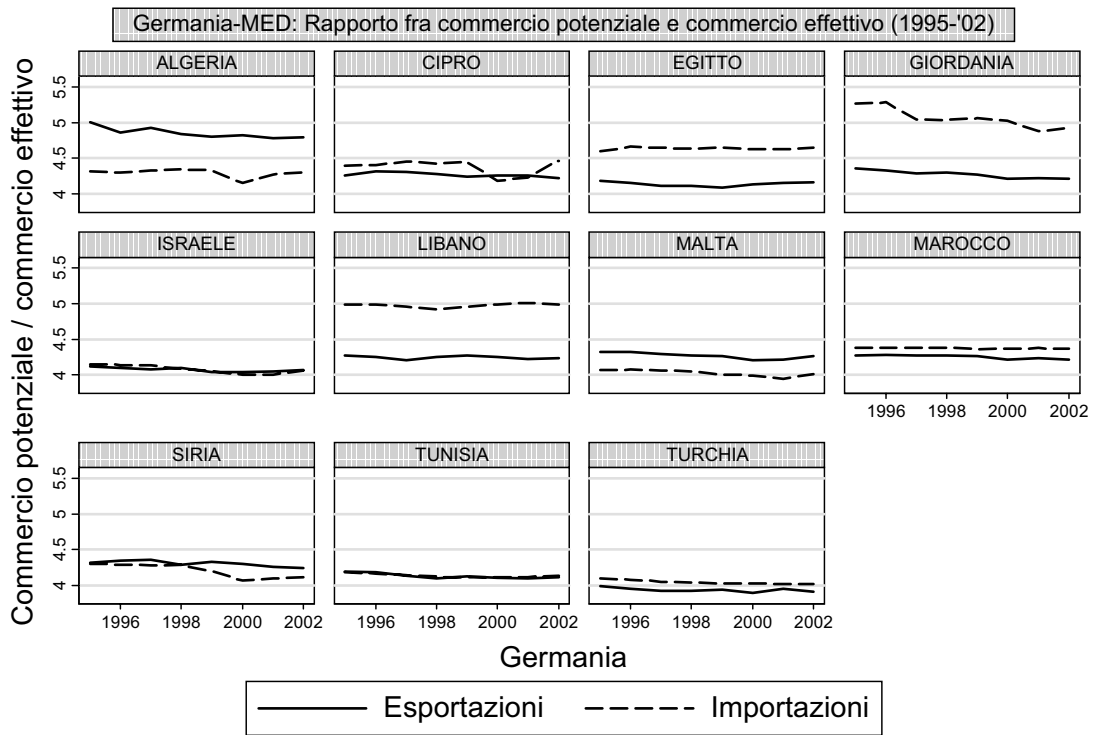 Germania-MED: Rapporto fra commercio potenziale e commercio effettivo (1995-'02)
Commercio potenziale / commercio effettivo
ALGERIA CIPRO EGITTO GIORDANIA
5.5
5
4.5
4
ISRAELE LIBANO MALTA MAROCCO
5.5
5
4.5
4
1996 1998 2000 2002
SIRIA TUNISIA TURCHIA
5.5
5
4.5
4
1996 1998 2000 2002 1996 1998 2000 2002 1996 1998 2000 2002
Germania
Esportazioni Importazioni